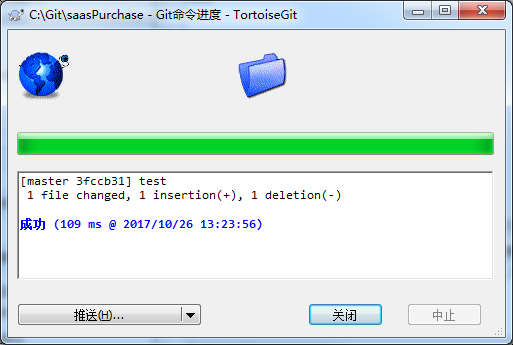 C:\Git\saasPurchase - Git命令进度 - TortoiseGit
[master 3fccb31] test
1 file changed, 1 insertion(+), 1 deletion(-)
成功 (109 ms @ 2017/10/26 13:23:56)
推送(H)...
关闭
中止